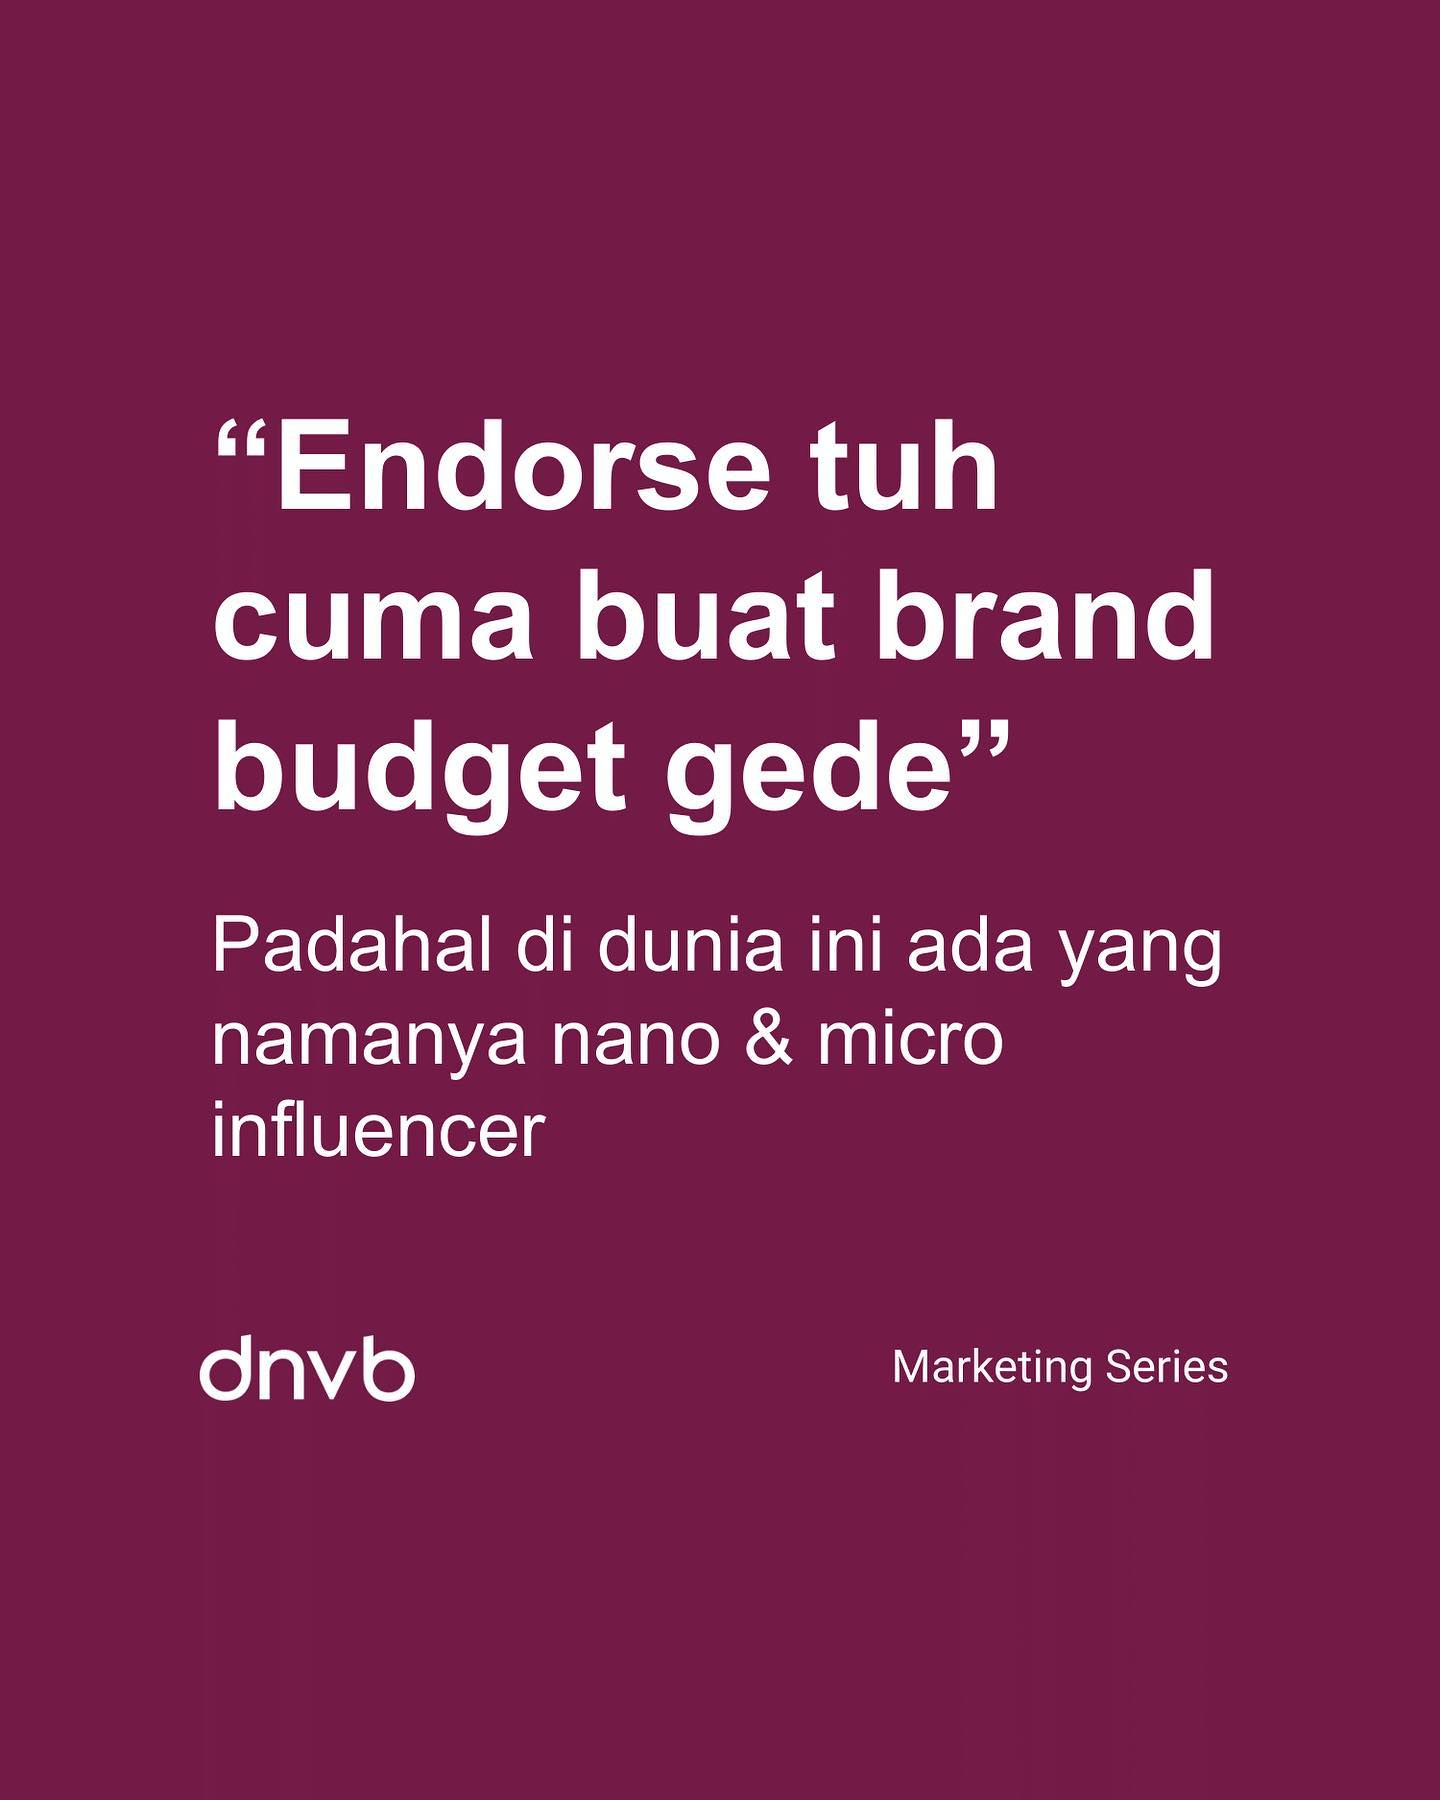 “Endorse tuh
cuma buat brand
budget gede”
Padahal di dunia ini ada yang
namanya nano & micro
influencer
dnvb
Marketing Series